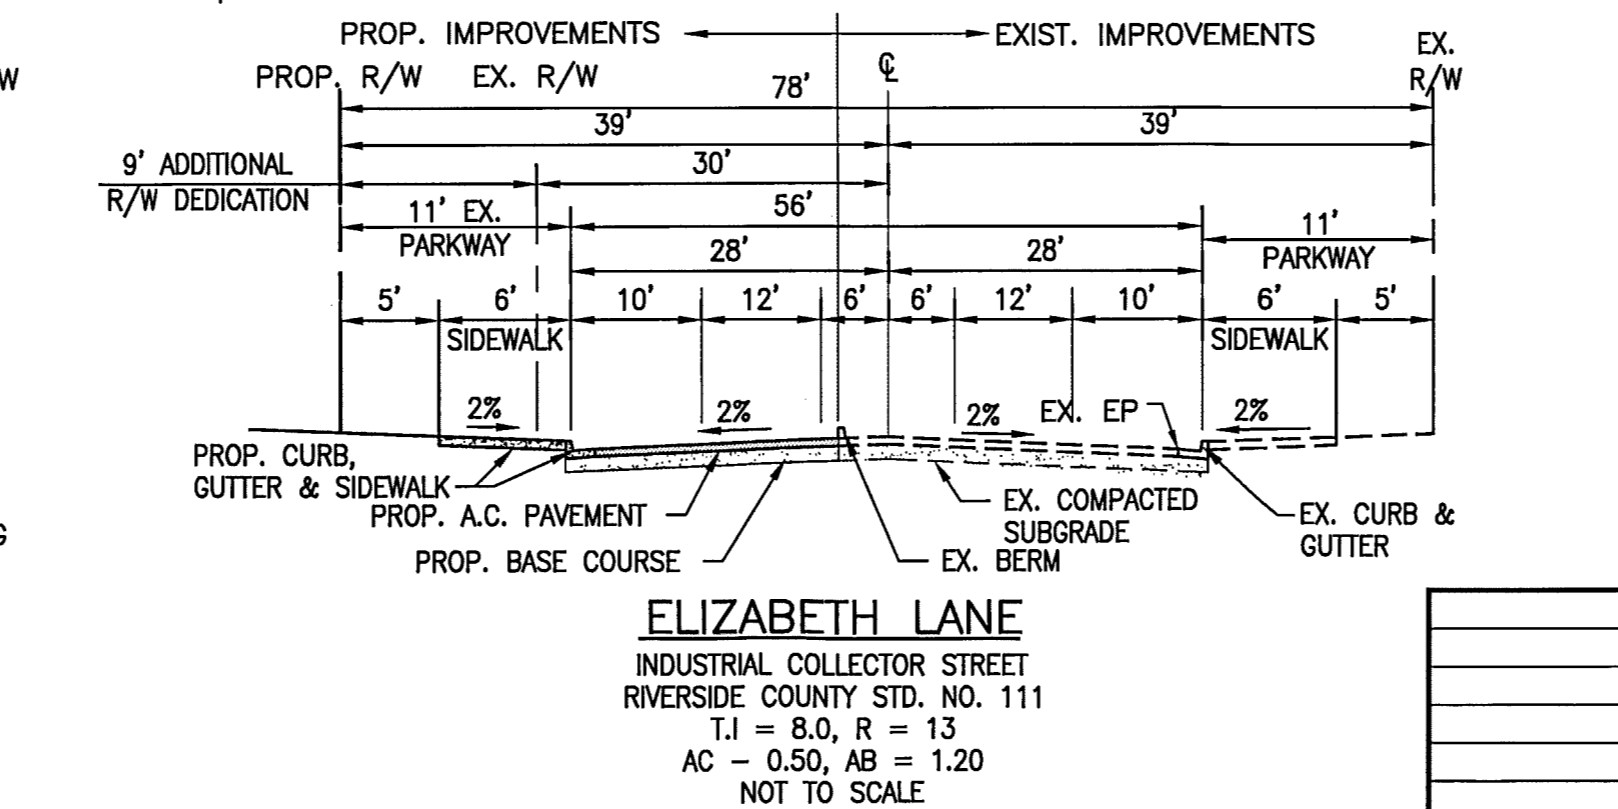 PROP. IMPROVEMENTS
EXIST. IMPROVEMENTS
EX.
R/W
W
PROP. R/W
EX. R/W
℄
78'
39'
39'
9' ADDITIONAL
R/W DEDICATION
30'
11' EX.
PARKWAY
56'
11'
PARKWAY
28'
28'
5'
6'
10'
12'
6'
6'
12'
10'
6'
5'
SIDEWALK
SIDEWALK
2%
2%
2%
EX. EP
2%
PROP. CURB,
GUTTER & SIDEWALK
PROP. A.C. PAVEMENT
PROP. BASE COURSE
EX. BERM
EX. COMPACTED
SUBGRADE
EX. CURB &
GUTTER
G
ELIZABETH LANE
INDUSTRIAL COLLECTOR STREET
RIVERSIDE COUNTY STD. NO. 111
T.I = 8.0, R = 13
AC - 0.50, AB = 1.20
NOT TO SCALE